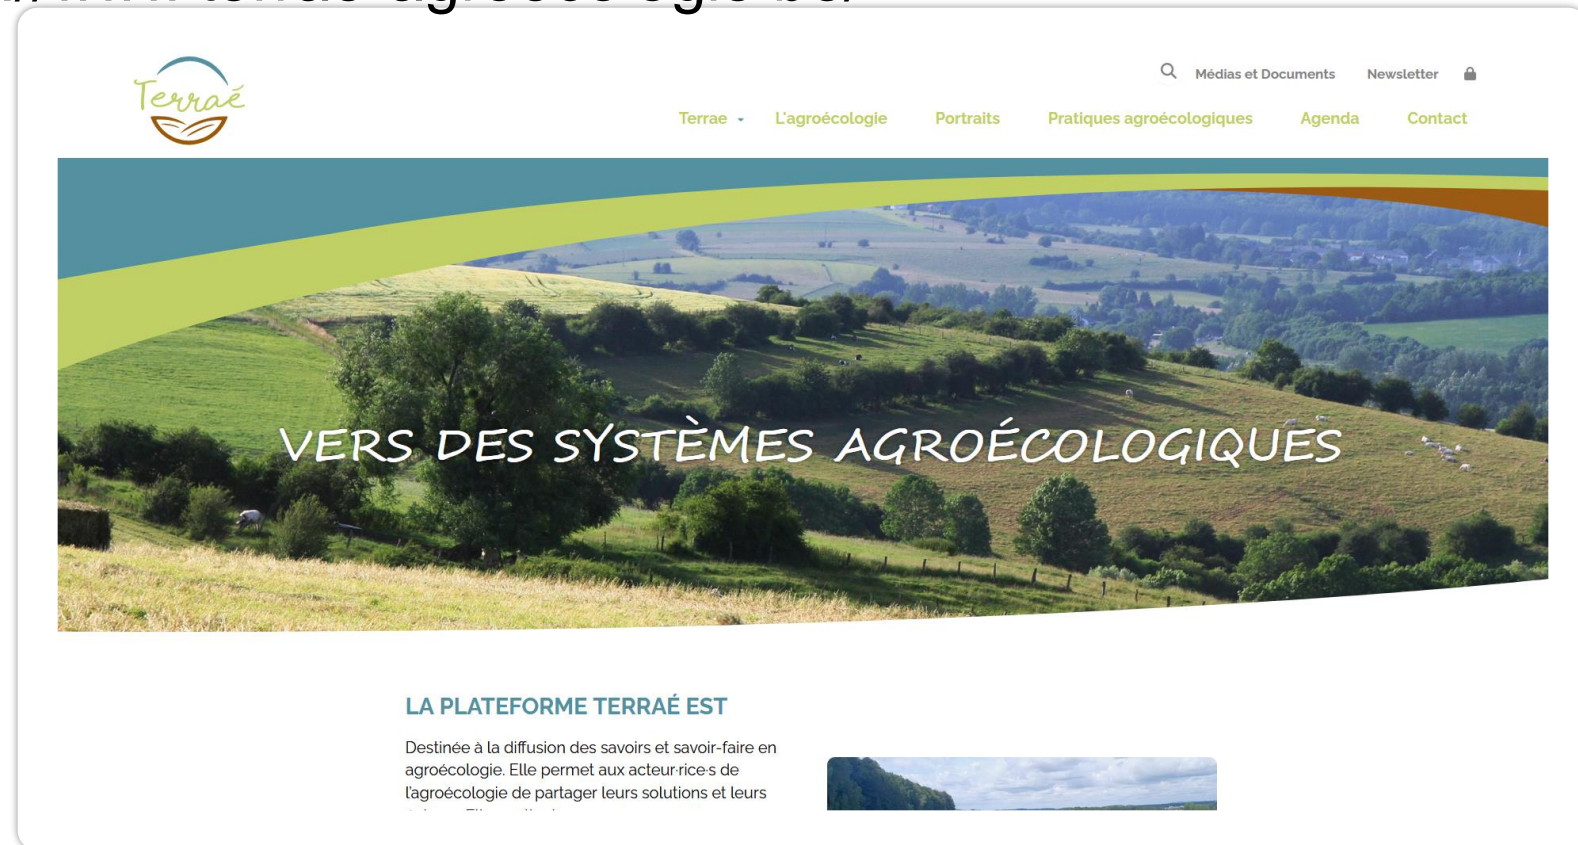 Terraé
Médias et Documents Newsletter
Terrae L'agroécologie Portraits Pratiques agroécologiques Agenda Contact
VERS DES SYSTÈMES AGROÉCOLOGIQUES
LA PLATEFORME TERRAÉ EST
Destinée à la diffusion des savoirs et savoir-faire en
agroécologie. Elle permet aux acteur·rice·s de
l'agroécologie de partager leurs solutions et leurs